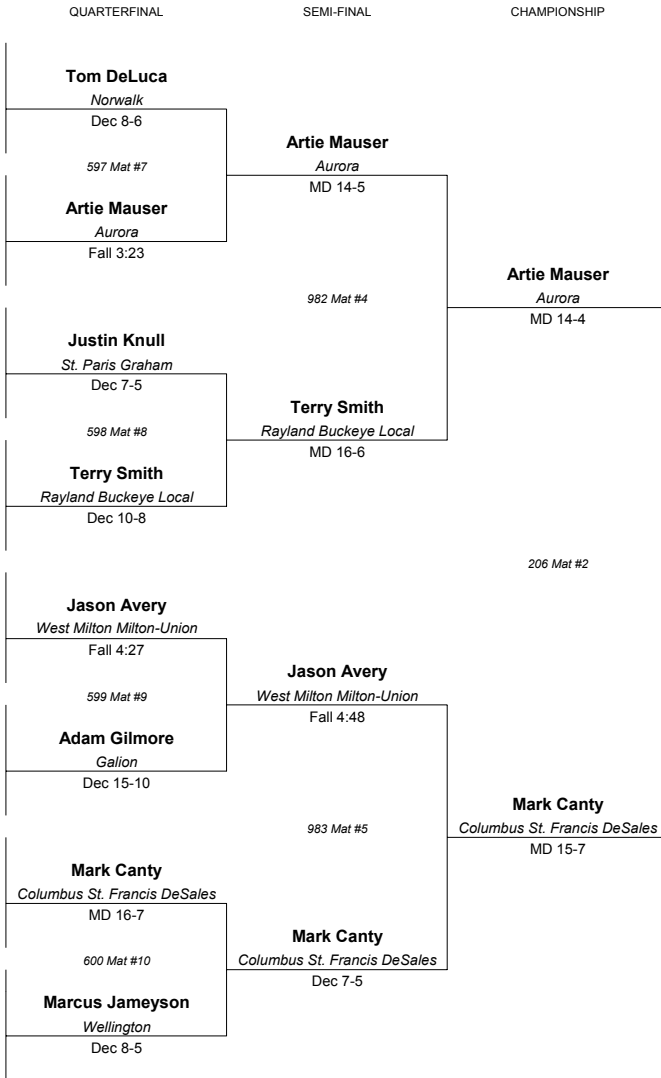 QUARTERFINAL SEMI-FINAL CHAMPIONSHIP
Tom DeLuca
Norwalk
Dec 8-6
Artie Mauser
597 Mat #7
Aurora
MD 14-5
Artie Mauser
Aurora
Fall 3:23
Artie Mauser
982 Mat #4
Aurora
MD 14-4
Justin Knull
St. Paris Graham
Dec 7-5
Terry Smith
598 Mat #8
Rayland Buckeye Local
MD 16-6
Terry Smith
Rayland Buckeye Local
Dec 10-8
206 Mat #2
Jason Avery
West Milton Milton-Union
Fall 4:27
Jason Avery
599 Mat #9
West Milton Milton-Union
Fall 4:48
Adam Gilmore
Galion
Dec 15-10
Mark Canty
983 Mat #5
Columbus St. Francis DeSales
MD 15-7
Mark Canty
Columbus St. Francis DeSales
MD 16-7
Mark Canty
600 Mat #10
Columbus St. Francis DeSales
Dec 7-5
Marcus Jameyson
Wellington
Dec 8-5